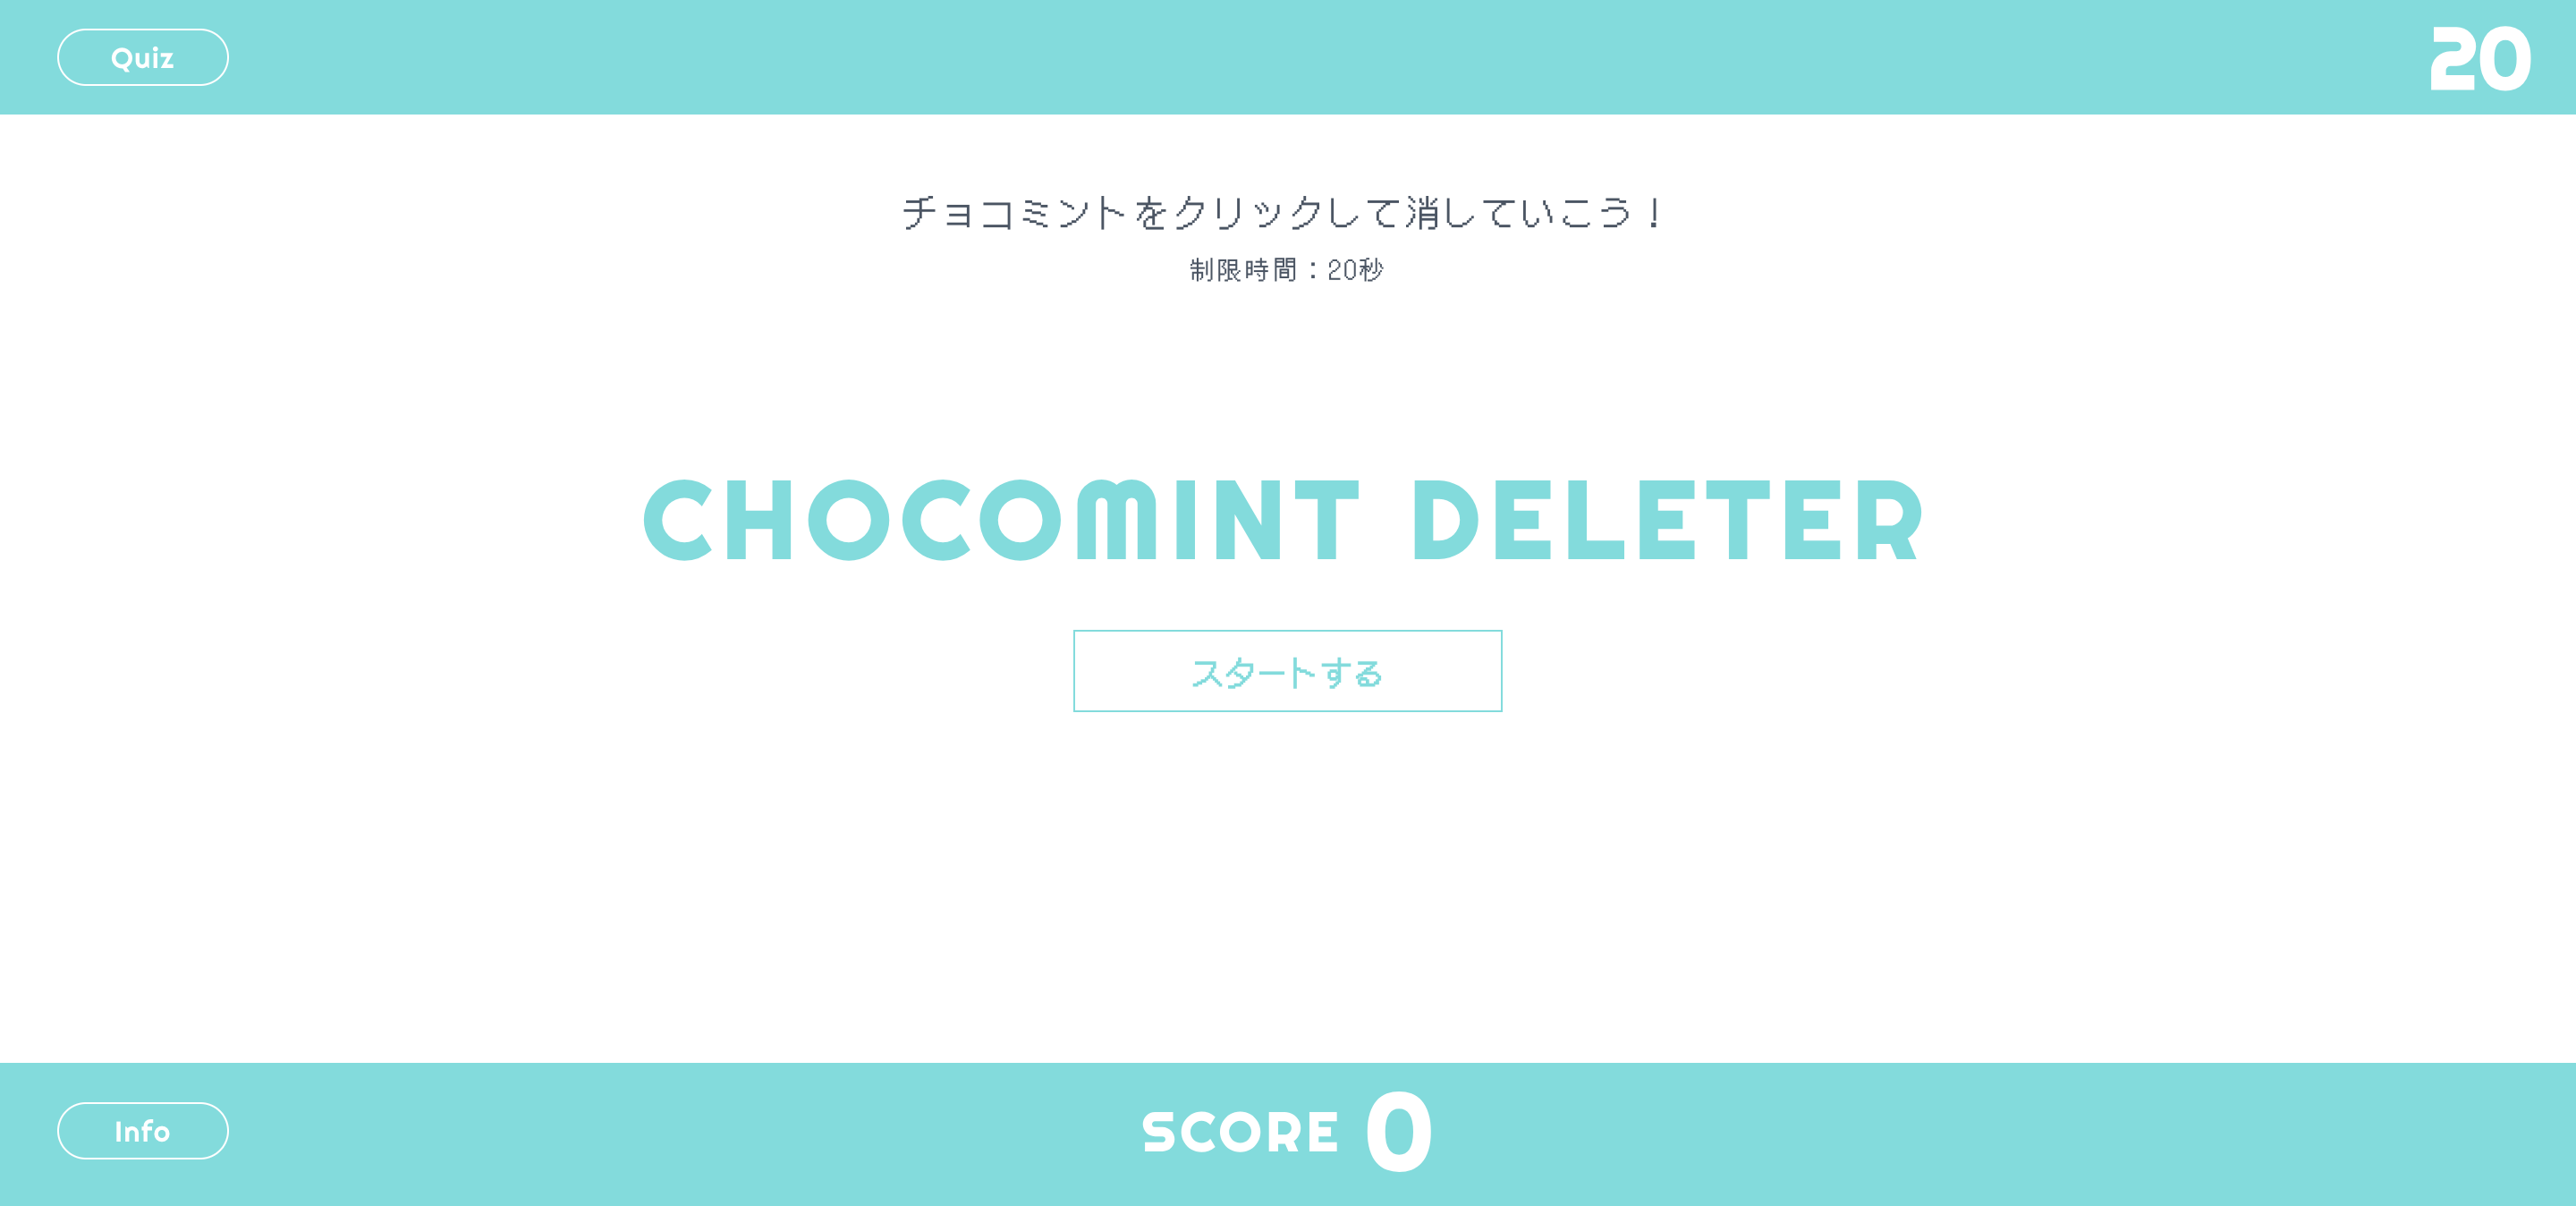 Quiz
20
チョコミントをクリックして消していこう！
制限時間：20秒
CHOCOMINT DELETER
スタートする
Info
SCORE 0